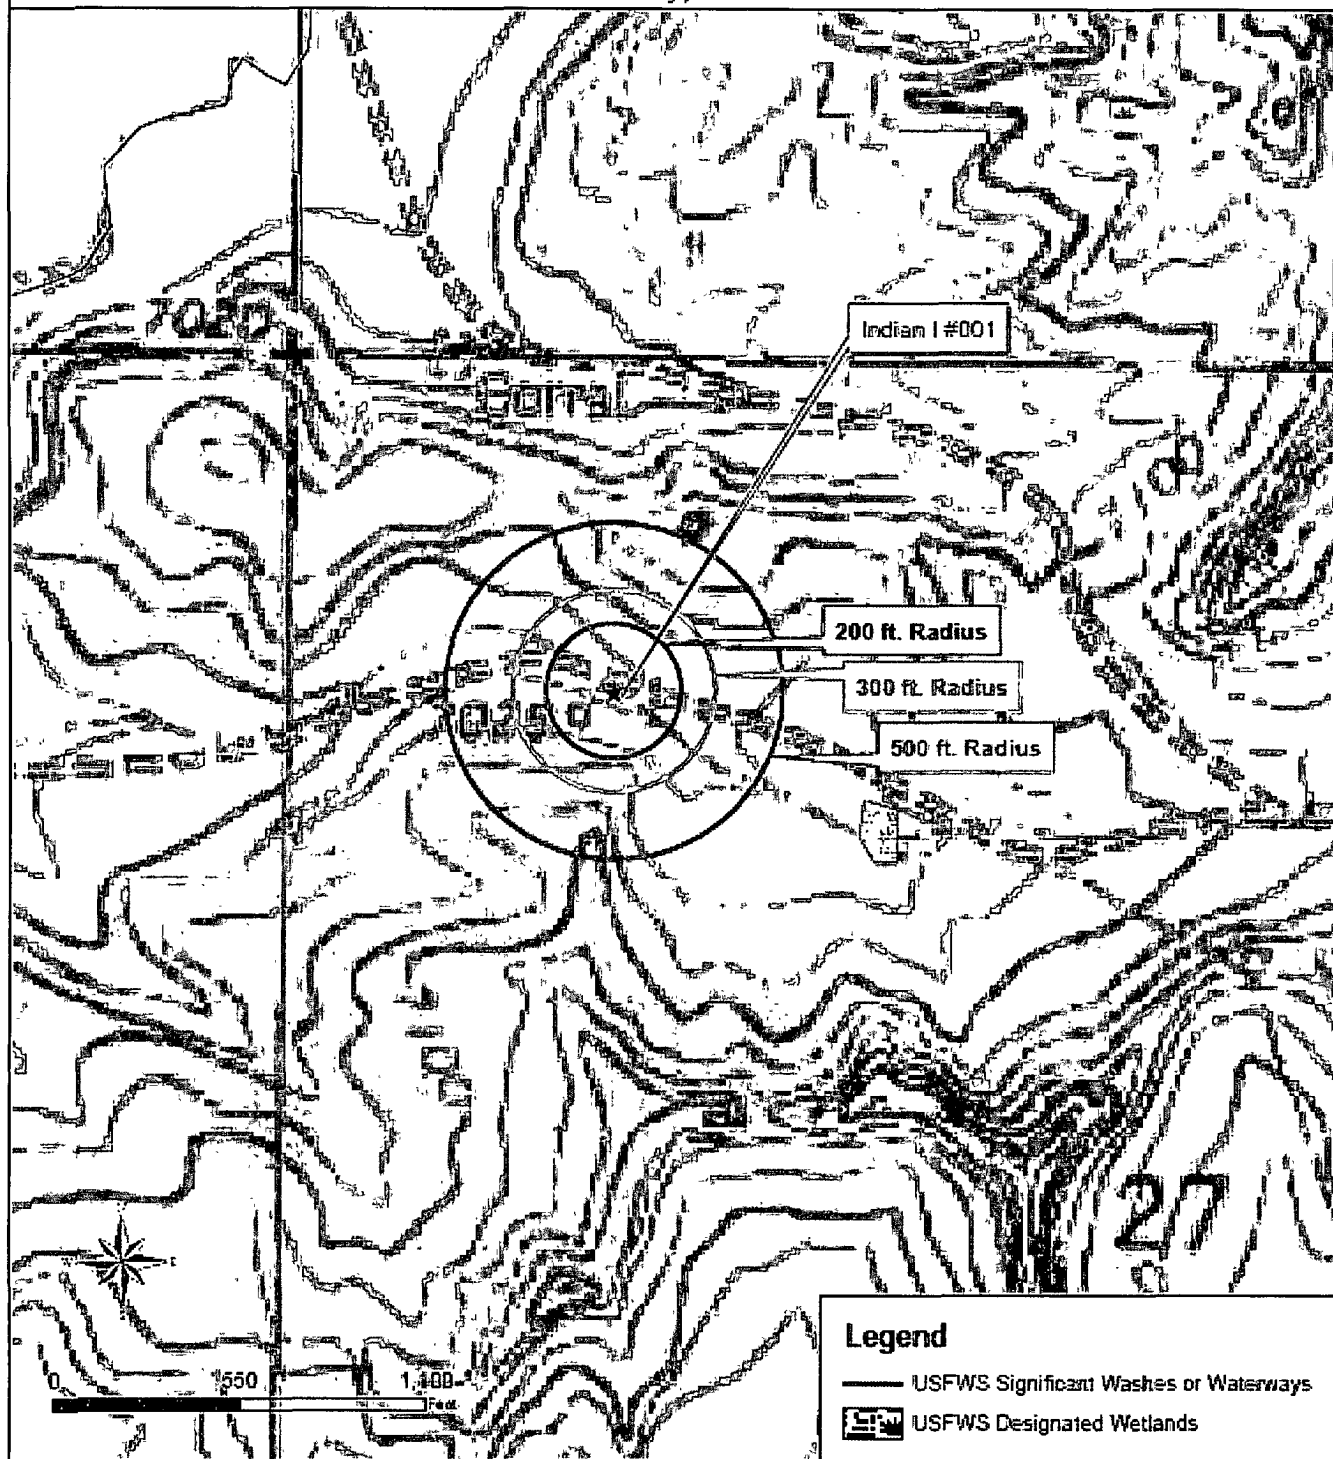 Indian I #001
Corral
200 ft. Radius
300 ft. Radius
500 ft. Radius
27
E
0 550 1,100
Feet
Legend
USFWS Significant Washes or Waterways
USFWS Designated Wetlands